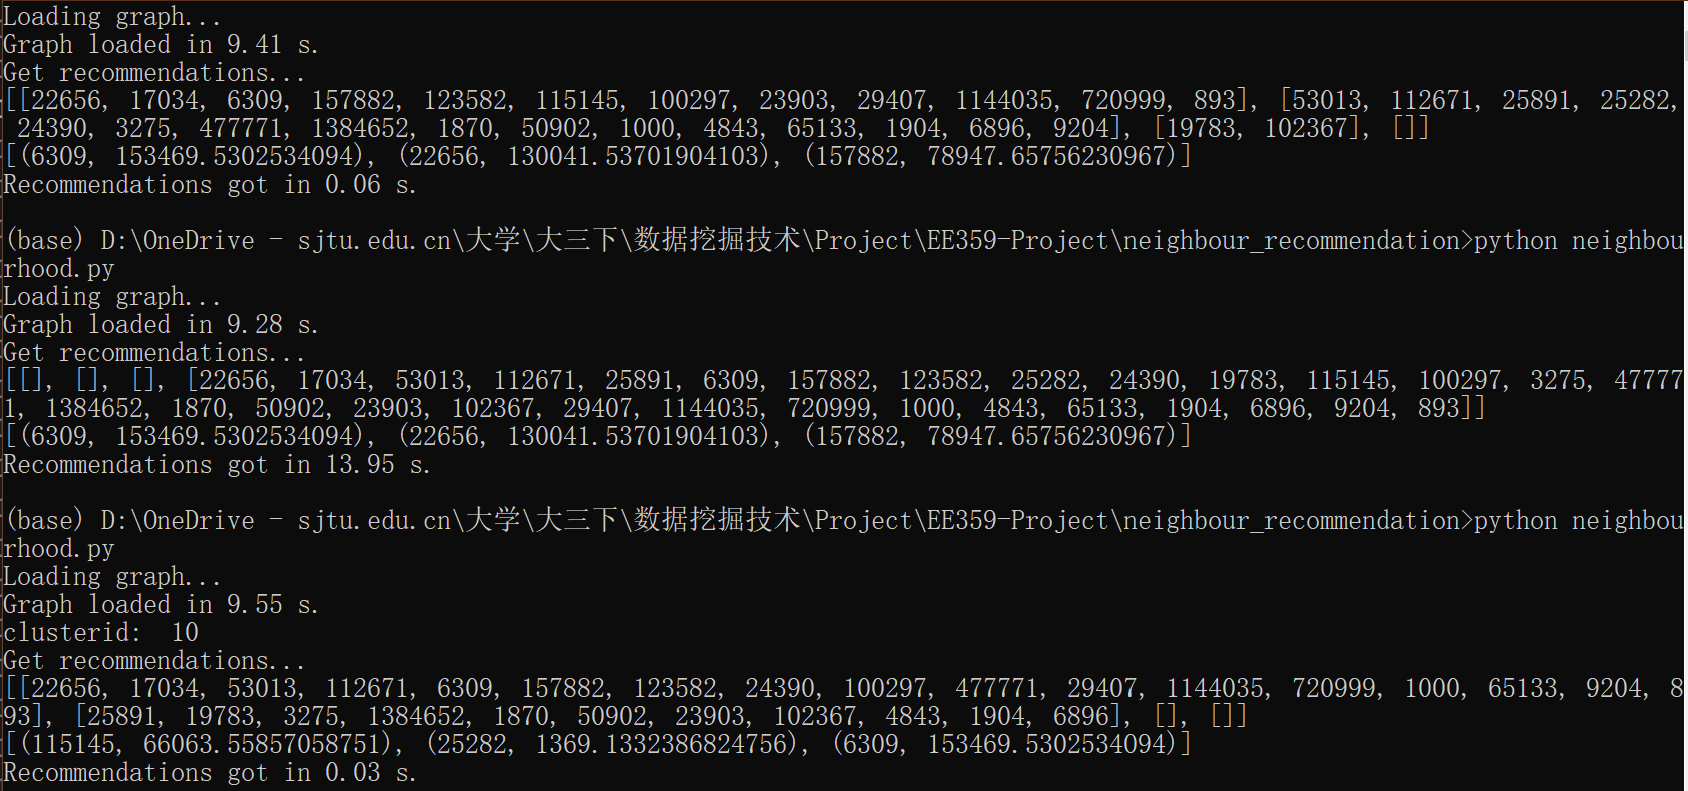 Loading graph...
Graph loaded in 9.41 s.
Get recommendations...
[[22656, 17034, 6309, 157882, 123582, 115145, 100297, 23903, 29407, 1144035, 720999, 893], [53013, 112671, 25891, 25282,
 24390, 3275, 477771, 1384652, 1870, 50902, 1000, 4843, 65133, 1904, 6896, 9204], [19783, 102367], []]
[(6309, 153469.5302534094), (22656, 130041.53701904103), (157882, 78947.65756230967)]
Recommendations got in 0.06 s.
(base) D:\OneDrive - sjtu.edu.cn\大学\大三下\数据挖掘技术\Project\EE359-Project\neighbour_recommendation>python neighbou
rhood.py
Loading graph...
Graph loaded in 9.28 s.
Get recommendations...
[[], [], [], [22656, 17034, 53013, 112671, 25891, 6309, 157882, 123582, 25282, 24390, 19783, 115145, 100297, 3275, 47777
1, 1384652, 1870, 50902, 23903, 102367, 29407, 1144035, 720999, 1000, 4843, 65133, 1904, 6896, 9204, 893]]
[(6309, 153469.5302534094), (22656, 130041.53701904103), (157882, 78947.65756230967)]
Recommendations got in 13.95 s.
(base) D:\OneDrive - sjtu.edu.cn\大学\大三下\数据挖掘技术\Project\EE359-Project\neighbour_recommendation>python neighbou
rhood.py
Loading graph...
Graph loaded in 9.55 s.
clusterid:  10
Get recommendations...
[[22656, 17034, 53013, 112671, 6309, 157882, 123582, 24390, 100297, 477771, 29407, 1144035, 720999, 1000, 65133, 9204, 8
93], [25891, 19783, 3275, 1384652, 1870, 50902, 23903, 102367, 4843, 1904, 6896], [], []]
[(115145, 66063.55857058751), (25282, 1369.1332386824756), (6309, 153469.5302534094)]
Recommendations got in 0.03 s.